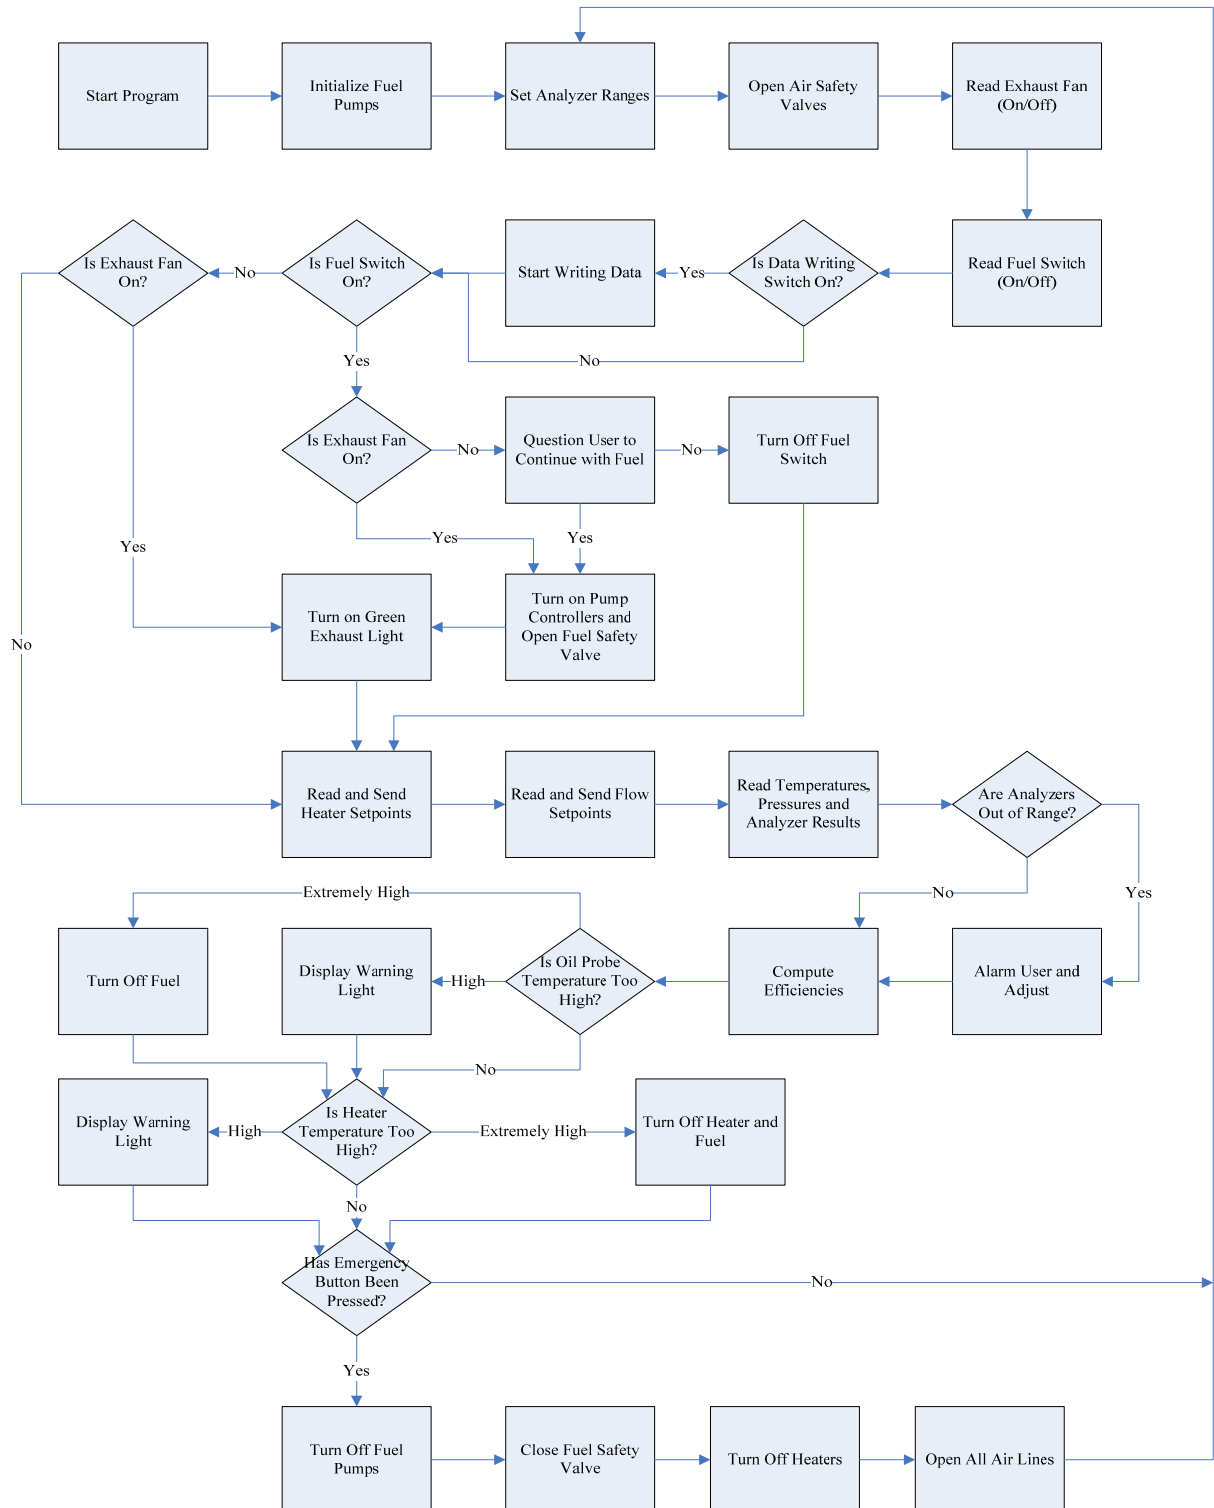 Start Program
Initialize Fuel
Pumps
Set Analyzer Ranges
Open Air Safety
Valves
Read Exhaust Fan
(On/Off)
Is Exhaust Fan
On?
No
Is Fuel Switch
On?
Start Writing Data
Yes
Is Data Writing
Switch On?
Read Fuel Switch
(On/Off)
Yes
No
Is Exhaust Fan
On?
No
Question User to
Continue with Fuel
No
Turn Off Fuel
Switch
Yes
Yes
Yes
Turn on Green
Exhaust Light
Turn on Pump
Controllers and
Open Fuel Safety
Valve
No
Read and Send
Heater Setpoints
Read and Send Flow
Setpoints
Read Temperatures,
Pressures and
Analyzer Results
Are Analyzers
Out of Range?
Extremely High
No
Yes
Turn Off Fuel
Display Warning
Light
High
Is Oil Probe
Temperature Too
High?
Compute
Efficiencies
Alarm User and
Adjust
No
Display Warning
Light
High
Is Heater
Temperature Too
High?
Extremely High
Turn Off Heater and
Fuel
No
Has Emergency
Button Been
Pressed?
No
Yes
Turn Off Fuel
Pumps
Close Fuel Safety
Valve
Turn Off Heaters
Open All Air Lines